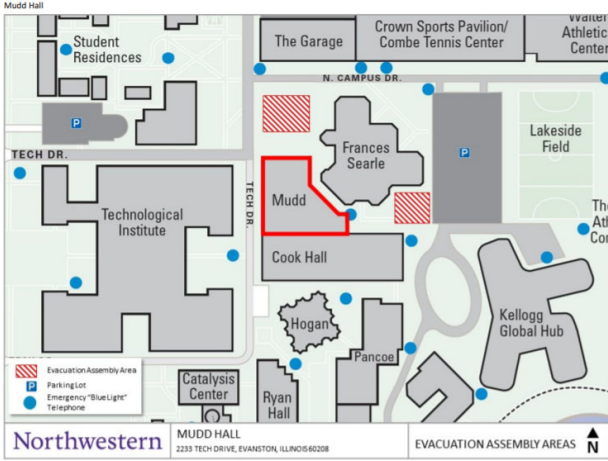 Mudd Hall
Student
Residences
The Garage
Crown Sports Pavilion/
Combe Tennis Center
Walter
Athletic
Center
N. CAMPUS DR.
P
TECH DR.
Frances
Searle
P
Lakeside
Field
Technological
Institute
TECH DR.
Mudd
Cook Hall
Hogan
Pancoe
Kellogg
Global Hub
Catalysis
Center
Ryan
Hall
Evacuation Assembly Area
P Parking Lot
Emergency "Blue Light"
Telephone
Northwestern
MUDD HALL
2233 TECH DRIVE, EVANSTON, ILLINOIS 60208
EVACUATION ASSEMBLY AREAS
N